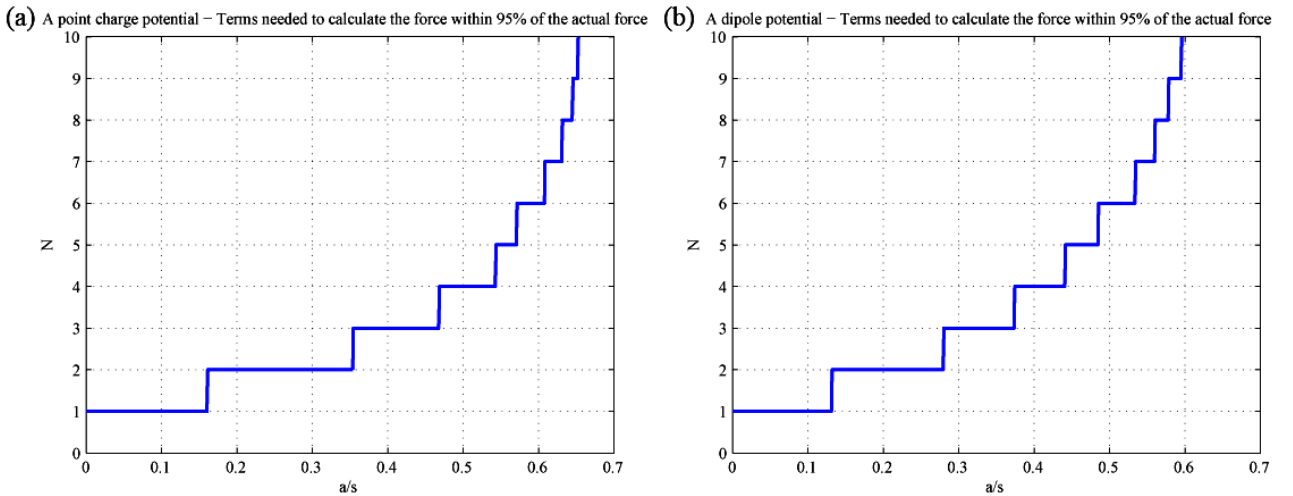 (a) A point charge potential − Terms needed to calculate the force within 95% of the actual force
10
9
8
7
6
5
4
3
2
1
0
N
0 0.1 0.2 0.3 0.4 0.5 0.6 0.7
a/s
(b) A dipole potential − Terms needed to calculate the force within 95% of the actual force
10
9
8
7
6
5
4
3
2
1
0
N
0 0.1 0.2 0.3 0.4 0.5 0.6 0.7
a/s